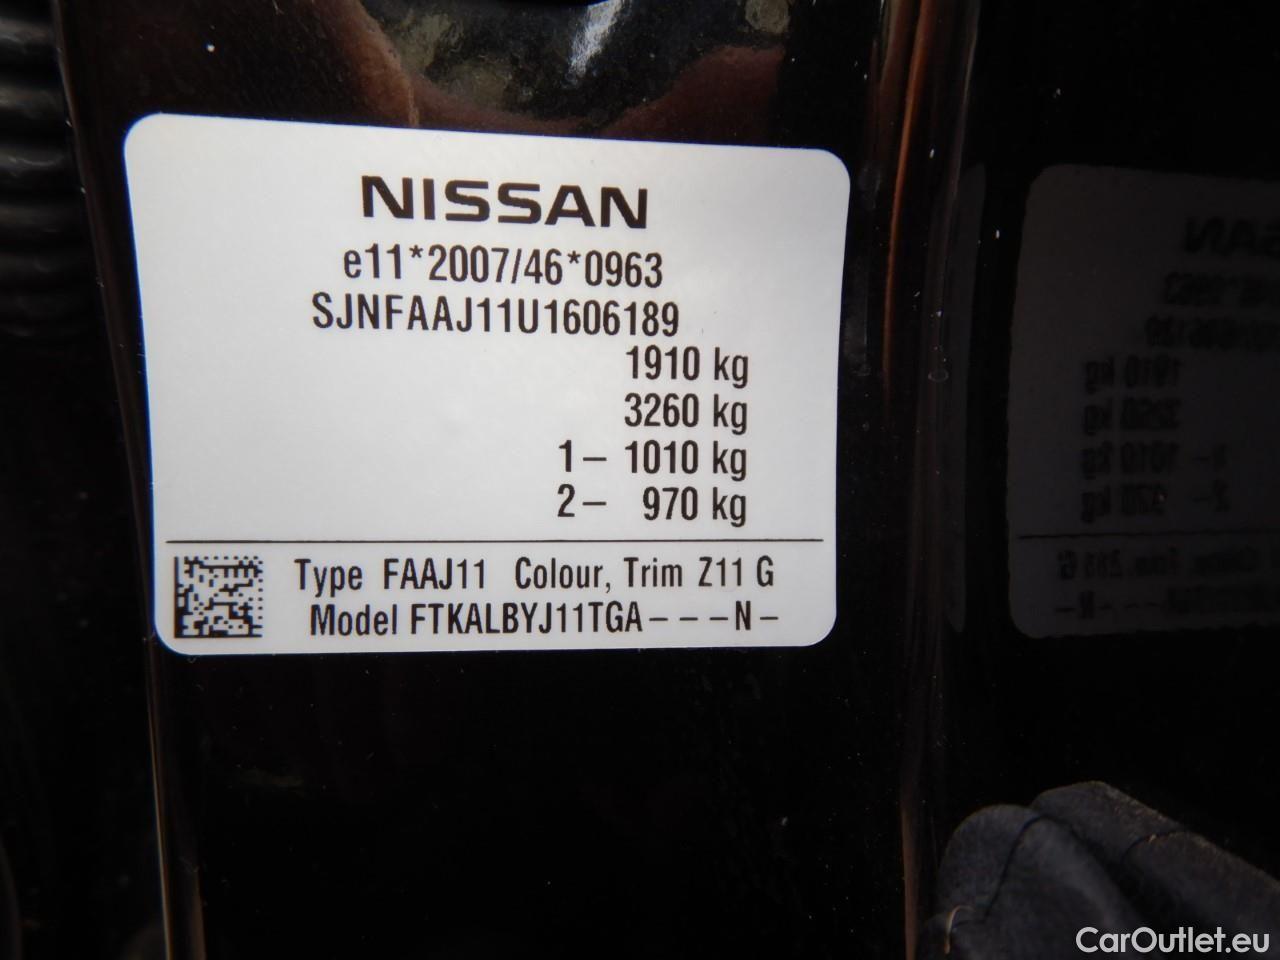 NISSAN
e11*2007/46*0963
SJNFAAJ11U1606189
1910 kg
3260 kg
1– 1010 kg
2– 970 kg
Type FAAJ11 Colour, Trim Z11 G
Model FTKALBYJ11TGA– – – –N–
CarOutlet.eu